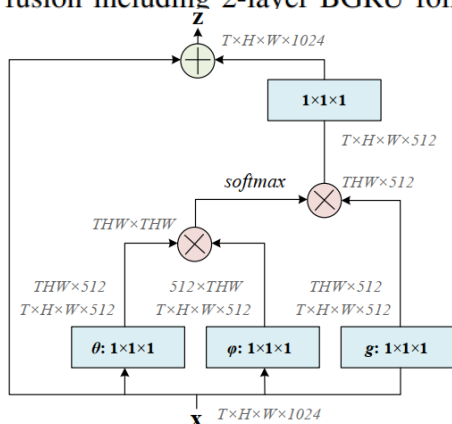 fusion including 2-layer BGRU fon
z
T×H×W×1024
1×1×1
T×H×W×512
softmax
THW×512
THW×THW
THW×512
512×THW
THW×512
T×H×W×512
T×H×W×512
T×H×W×512
θ: 1×1×1
φ: 1×1×1
g: 1×1×1
x
T×H×W×1024